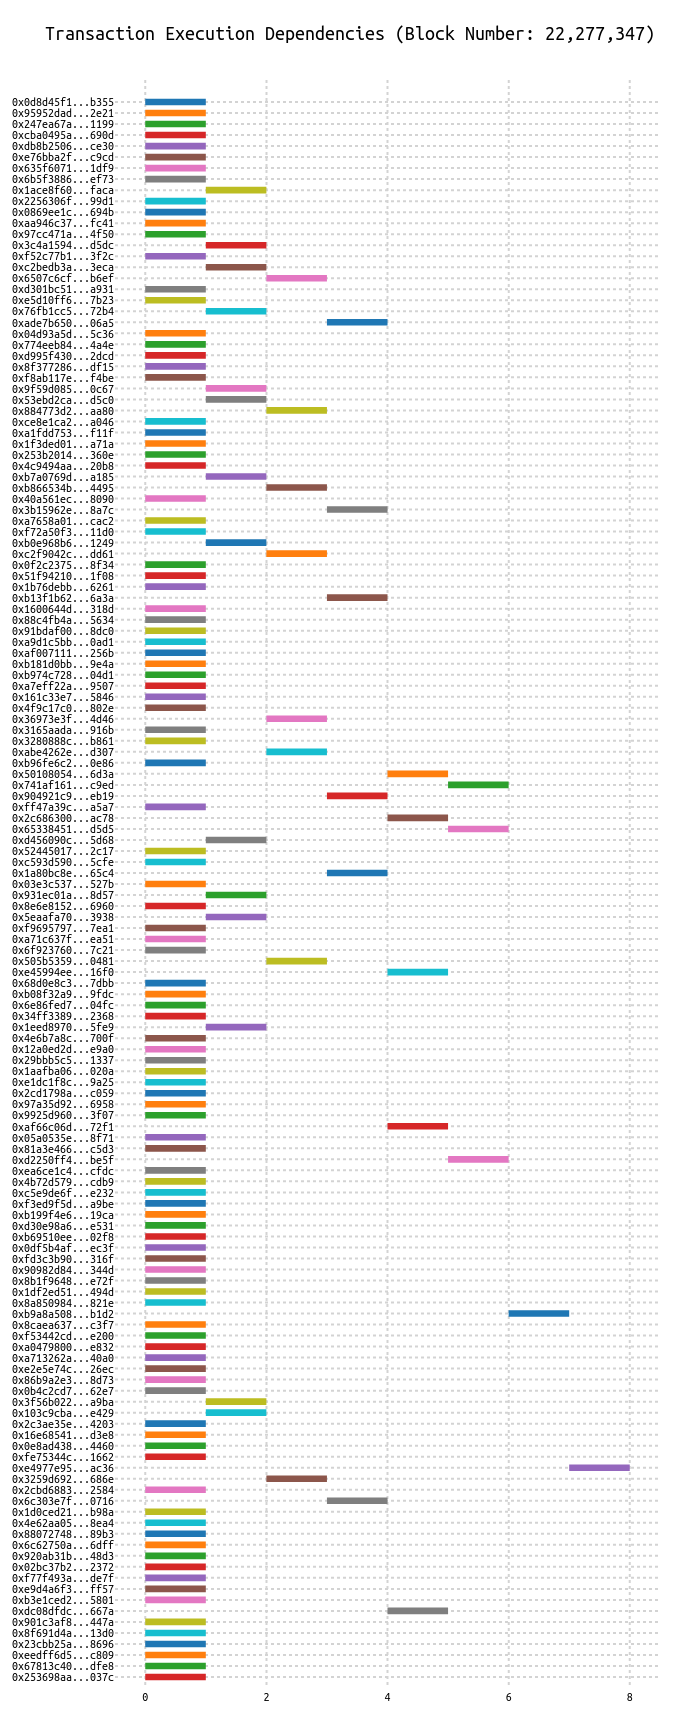 Transaction Execution Dependencies (Block Number: 22,277,347)
0x0d8d45f1...b355
0x95952dad...2e21
0x247ea67a...1199
0xcba0495a...690d
0xdb8b2506...ce30
0xe76bba2f...c9cd
0x635f6071...1df9
0x6b5f3886...ef73
0x1ace8f60...faca
0x2256306f...99d1
0x0869ee1c...694b
0xaa946c37...fc41
0x97cc471a...4f50
0x3c4a1594...d5dc
0xf52c77b1...3f2c
0xc2bedb3a...3eca
0x6507c6cf...b6ef
0xd301bc51...a931
0xe5d10ff6...7b23
0x76fb1cc5...72b4
0xade7b650...06a5
0x04d93a5d...5c36
0x774eeb84...4a4e
0xd995f430...2dcd
0x8f377286...df15
0xf8ab117e...f4be
0x9f59d085...0c67
0x53ebd2ca...d5c0
0x884773d2...aa80
0xce8e1ca2...a046
0xa1fdd753...f11f
0x1f3ded01...a71a
0x253b2014...360e
0x4c9494aa...20b8
0xb7a0769d...a185
0xb866534b...4495
0x40a561ec...8090
0x3b15962e...8a7c
0xa7658a01...cac2
0xf72a50f3...11d0
0xb0e968b6...1249
0xc2f9042c...dd61
0x0f2c2375...8f34
0x51f94210...1f08
0x1b76debb...6261
0xb13f1b62...6a3a
0x1600644d...318d
0x88c4fb4a...5634
0x91bdaf00...8dc0
0xa9d1c5bb...0ad1
0xaf007111...256b
0xb181d0bb...9e4a
0xb974c728...04d1
0xa7eff22a...9507
0x161c33e7...5846
0x4f9c17c0...802e
0x36973e3f...4d46
0x3165aada...916b
0x3280888c...b861
0xabe4262e...d307
0xb96fe6c2...0e86
0x50108054...6d3a
0x741af161...c9ed
0x904921c9...eb19
0xff47a39c...a5a7
0x2c686300...ac78
0x65338451...d5d5
0xd456090c...5d68
0x52445017...2c17
0xc593d590...5cfe
0x1a80bc8e...65c4
0x03e3c537...527b
0x931ec01a...8d57
0x8e6e8152...6960
0x5eaafa70...3938
0xf9695797...7ea1
0xa71c637f...ea51
0x6f923760...7c21
0x505b5359...0481
0xe45994ee...16f0
0x68d0e8c3...7dbb
0xb08f32a9...9fdc
0x6e86fed7...04fc
0x34ff3389...2368
0x1eed8970...5fe9
0x4e6b7a8c...700f
0x12a0ed2d...e9a0
0x29bbb5c5...1337
0x1aafba06...020a
0xe1dc1f8c...9a25
0x2cd1798a...c059
0x97a35d92...6958
0x9925d960...3f07
0xaf66c06d...72f1
0x05a0535e...8f71
0x81a3e466...c5d3
0xd2250ff4...be5f
0xea6ce1c4...cfdc
0x4b72d579...cdb9
0xc5e9de6f...e232
0xf3ed9f5d...a9be
0xb199f4e6...19ca
0xd30e98a6...e531
0xb69510ee...02f8
0x0df5b4af...ec3f
0xfd3c3b90...316f
0x90982d84...344d
0x8b1f9648...e72f
0x1df2ed51...494d
0x8a850984...821e
0xb9a8a508...b1d2
0x8caea637...c3f7
0xf53442cd...e200
0xa0479800...e832
0xa713262a...40a0
0xe2e5e74c...26ec
0x86b9a2e3...8d73
0x0b4c2cd7...62e7
0x3f56b022...a9ba
0x103c9cba...e429
0x2c3ae35e...4203
0x16e68541...d3e8
0x0e8ad438...4460
0xfe75344c...1662
0xe4977e95...ac36
0x3259d692...686e
0x2cbd6883...2584
0x6c303e7f...0716
0x1d0ced21...b98a
0x4e62aa05...8ea4
0x88072748...89b3
0x6c62750a...6dff
0x920ab31b...48d3
0x02bc37b2...2372
0xf77f493a...de7f
0xe9d4a6f3...ff57
0xb3e1ced2...5801
0xdc08dfdc...667a
0x901c3af8...447a
0x8f691d4a...13d0
0x23cbb25a...8696
0xeedff6d5...c809
0x67813c40...dfe8
0x253698aa...037c
0 2 4 6 8